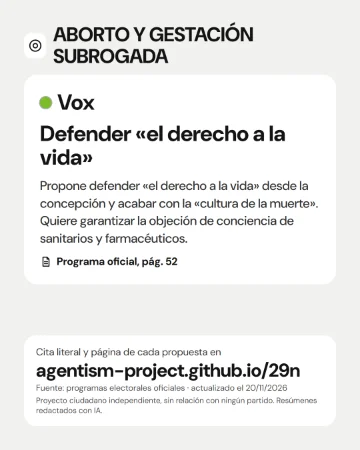 ABORTO Y GESTACIÓN
SUBROGADA
Vox
Defender «el derecho a la
vida»
Propone defender «el derecho a la vida» desde la
concepción y acabar con la «cultura de la muerte».
Quiere garantizar la objeción de conciencia de
sanitarios y farmacéuticos.
Programa oficial, pág. 52
Cita literal y página de cada propuesta en
agentism-project.github.io/29n
Fuente: programas electorales oficiales · actualizado el 20/11/2026
Proyecto ciudadano independiente, sin relación con ningún partido. Resúmenes
redactados con IA.